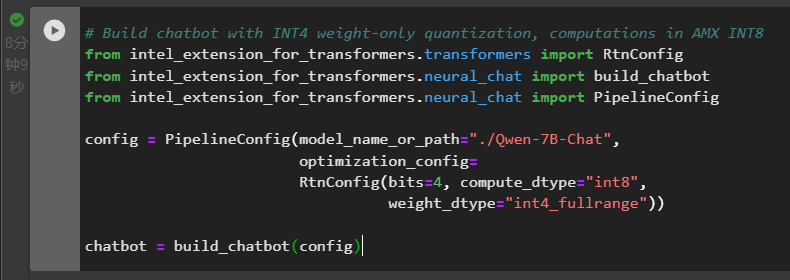 8分
钟9
秒
# Build chatbot with INT4 weight-only quantization, computations in AMX INT8
from intel_extension_for_transformers.transformers import RtnConfig
from intel_extension_for_transformers.neural_chat import build_chatbot
from intel_extension_for_transformers.neural_chat import PipelineConfig
config = PipelineConfig(model_name_or_path="./Qwen-7B-Chat",
optimization_config=
RtnConfig(bits=4, compute_dtype="int8",
weight_dtype="int4_fullrange"))
chatbot = build_chatbot(config)